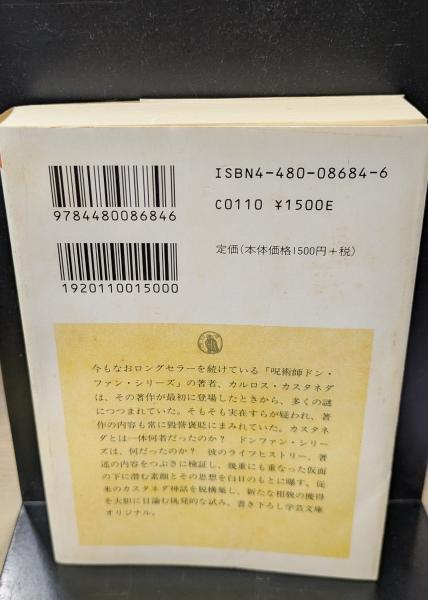 ISBN4-480-08684-6
9784480086846
C0110 ¥1500E
定価(本体価格1500円+税)
1920110015000
今もなおロングセラーを続けている「呪術師ドン・
ファン・シリーズ」の著者、カルロス・カスタネダ
は、その著作が最初に登場したときから、多くの謎
につつまれていた。そもそも実在すらが疑われ、著
作の内容も常に毀誉褒貶にまみれていた。カスタネ
ダとは一体何者だったのか? ドンファン・シリー
ズは、何だったのか? 彼のライフヒストリー、著
述の内容をつぶさに検証し、幾重にも重なった仮面
の下に潜む素顔とその思想を白日のもとに曝す。従
来のカスタネダ神話を脱構築し、新たな相貌の獲得
を大胆に目論む挑発的な試み。書き下ろし学芸文庫
オリジナル。